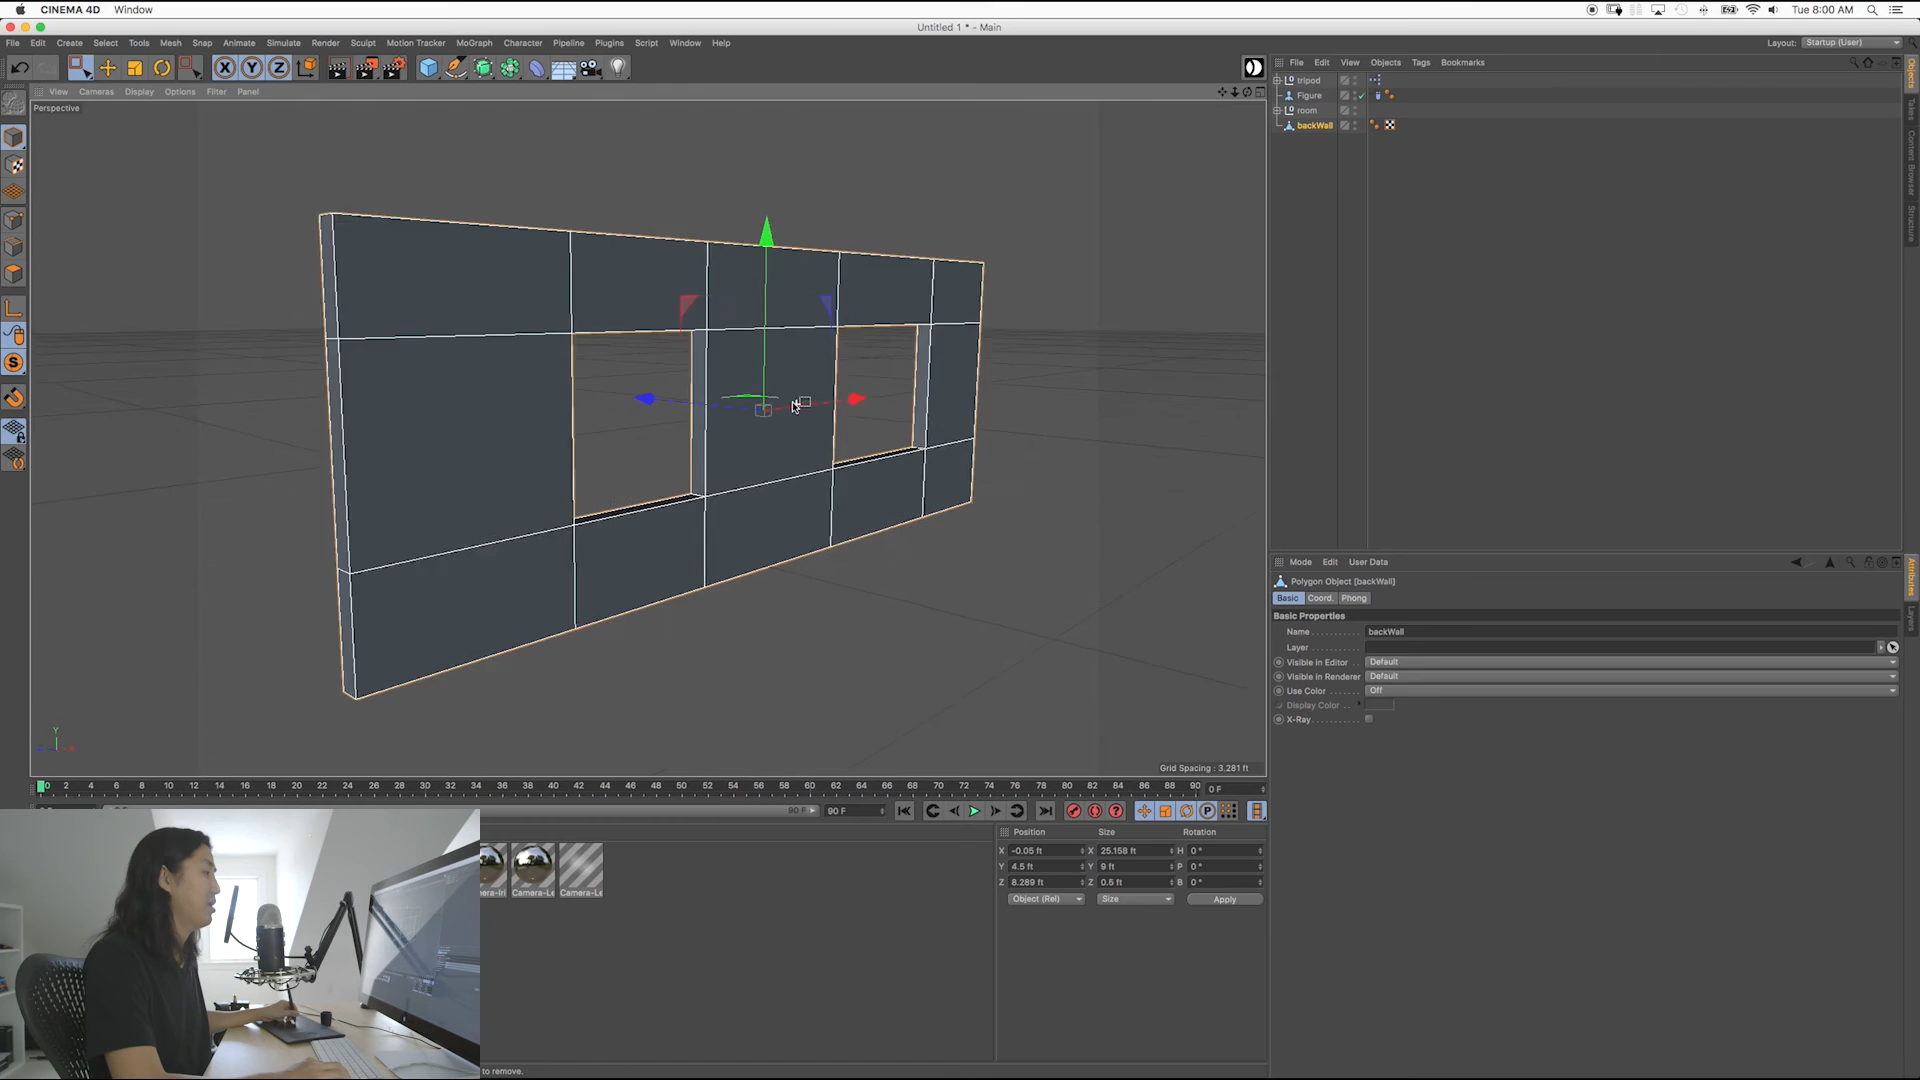 CINEMA 4D Window Tue 8:00 AM
Untitled 1 * - Main
File Edit Create Select Tools Mesh Snap Animate Simulate Render Sculpt Motion Tracker MoGraph Character Pipeline Plugins Script Window Help Layout: Startup (User)
File Edit View Objects Tags Bookmarks
View Cameras Display Options Filter Panel
Perspective
tripod
Figure
room
backWall
Objects
Takes
Content Browser
Structure
Mode Edit User Data
Polygon Object [backWall]
Basic Coord. Phong
Basic Properties
Name backWall
Layer
Visible in Editor Default
Visible in Renderer Default
Use Color Off
Display Color
X-Ray
Attributes
Layers
Y
X
Grid Spacing : 3.281 ft
0 2 4 6 8 10 12 14 16 18 20 22 24 26 28 30 32 34 36 38 40 42 44 46 48 50 52 54 56 58 60 62 64 66 68 70 72 74 76 78 80 82 84 86 88 90 0 F
90 F 90 F
Position Size Rotation
X -0.05 ft X 25.158 ft H 0 °
Y 4.5 ft Y 9 ft P 0 °
Z 8.289 ft Z 0.5 ft B 0 °
Object (Rel) Size Apply
Camera-Le Camera-Le
to remove.